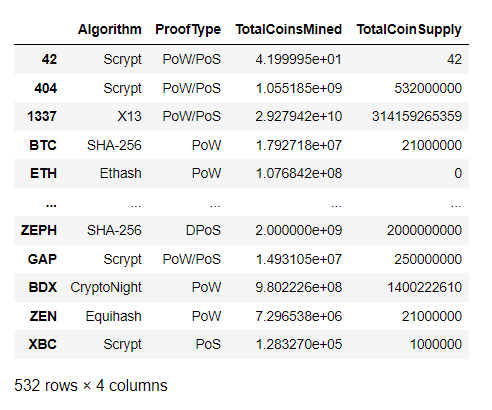 Algorithm ProofType TotalCoinsMined TotalCoinSupply
42 Scrypt PoW/PoS 4.199995e+01 42
404 Scrypt PoW/PoS 1.055185e+09 532000000
1337 X13 PoW/PoS 2.927942e+10 314159265359
BTC SHA-256 PoW 1.792718e+07 21000000
ETH Ethash PoW 1.076842e+08 0
... ... ... ... ...
ZEPH SHA-256 DPoS 2.000000e+09 2000000000
GAP Scrypt PoW/PoS 1.493105e+07 250000000
BDX CryptoNight PoW 9.802226e+08 1400222610
ZEN Equihash PoW 7.296538e+06 21000000
XBC Scrypt PoS 1.283270e+05 1000000
532 rows × 4 columns